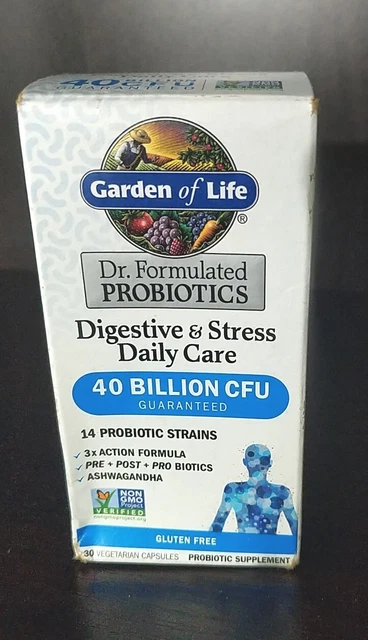 40 CFU
GUARANTEED
Garden of Life
®
Dr. Formulated
PROBIOTICS
Digestive & Stress
Daily Care
40 BILLION CFU
GUARANTEED
14 PROBIOTIC STRAINS
3x ACTION FORMULA
PRE + POST + PRO BIOTICS
ASHWAGANDHA
NON
GMO
Project
VERIFIED
nongmoproject.org
GLUTEN FREE
30 VEGETARIAN CAPSULES PROBIOTIC SUPPLEMENT